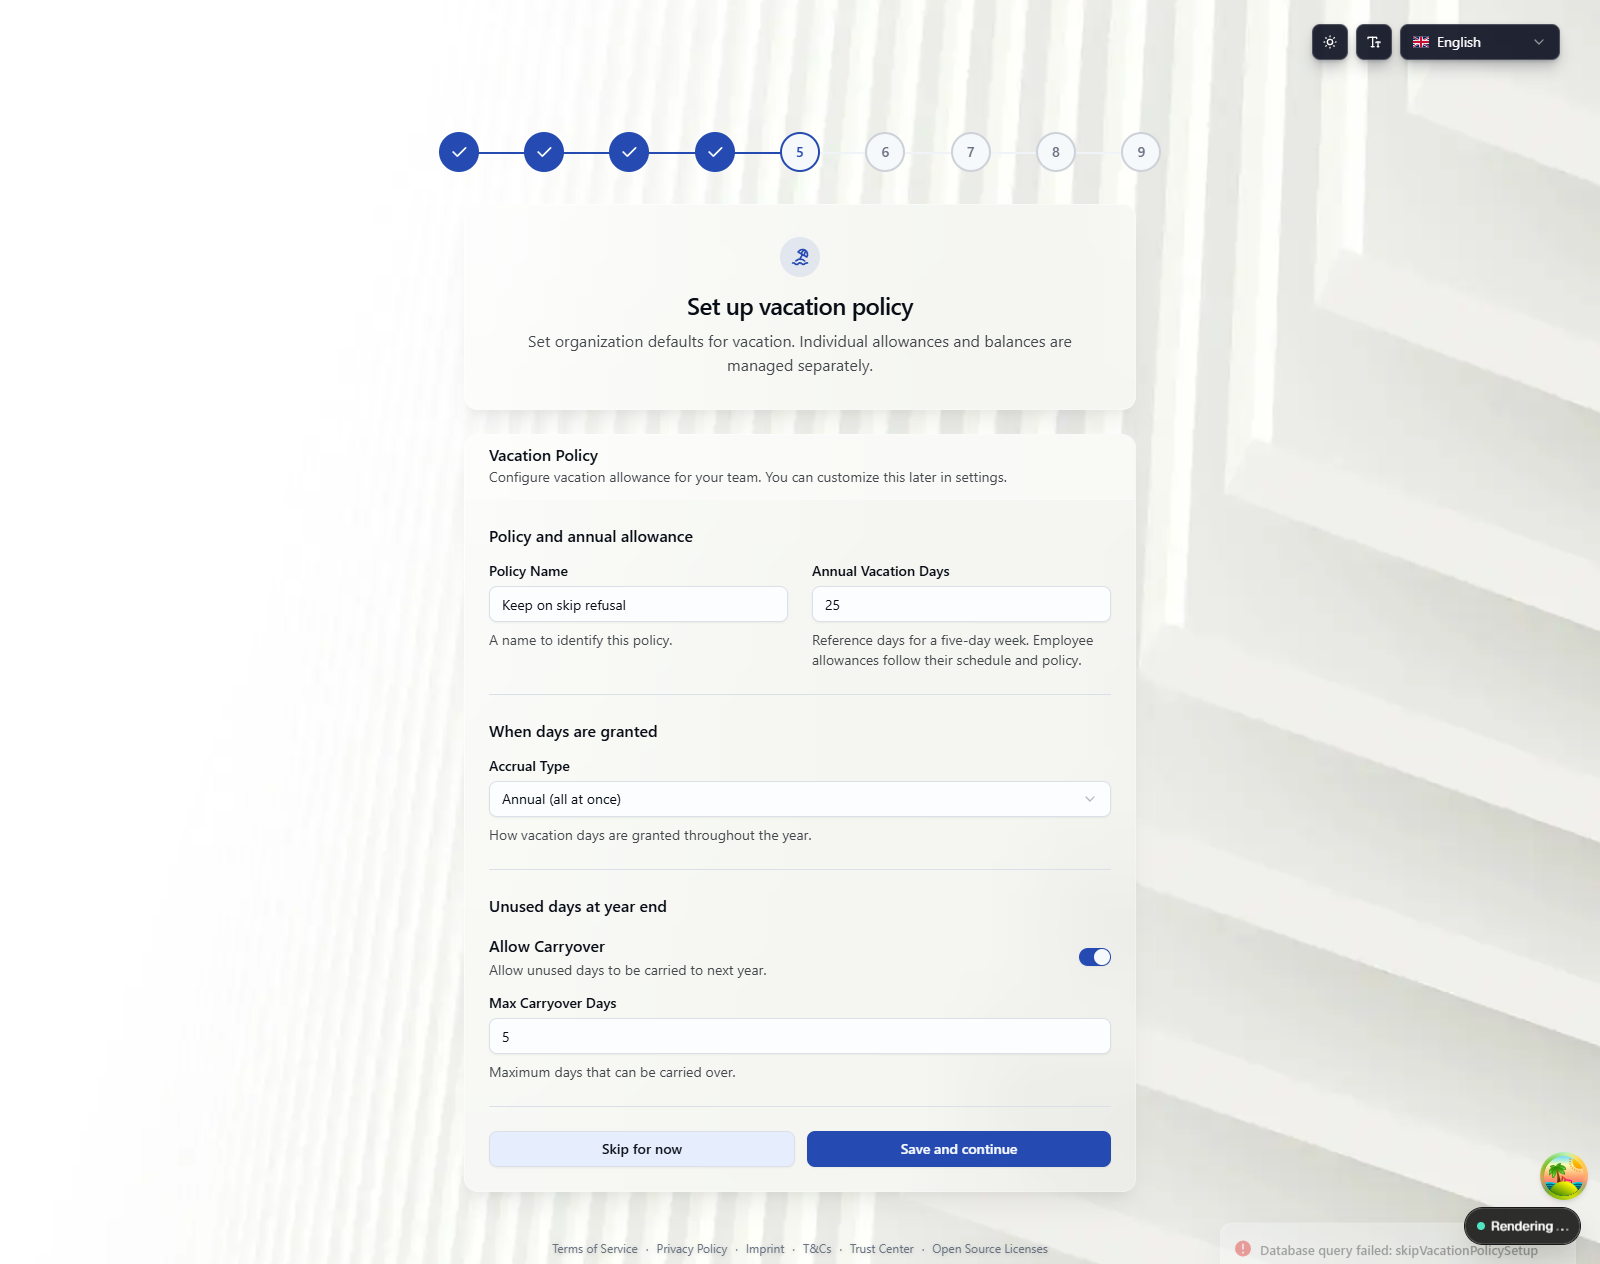 English
5
6
7
8
9
Set up vacation policy
Set organization defaults for vacation. Individual allowances and balances are
managed separately.
Vacation Policy
Configure vacation allowance for your team. You can customize this later in settings.
Policy and annual allowance
Policy Name
Annual Vacation Days
Keep on skip refusal
25
A name to identify this policy.
Reference days for a five-day week. Employee
allowances follow their schedule and policy.
When days are granted
Accrual Type
Annual (all at once)
How vacation days are granted throughout the year.
Unused days at year end
Allow Carryover
Allow unused days to be carried to next year.
Max Carryover Days
5
Maximum days that can be carried over.
Skip for now
Save and continue
Rendering ...
Terms of Service · Privacy Policy · Imprint · T&Cs · Trust Center · Open Source Licenses
Database query failed: skipVacationPolicySetup